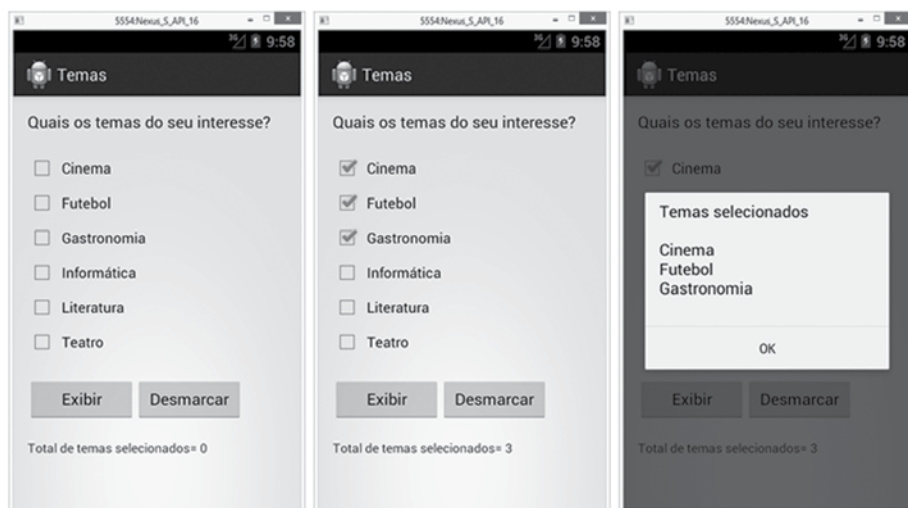 5554:Nexus_S_API_16
3G 9:58
Temas
Quais os temas do seu interesse?
Cinema
Futebol
Gastronomia
Informática
Literatura
Teatro
Exibir Desmarcar
Total de temas selecionados= 0
5554:Nexus_S_API_16
3G 9:58
Temas
Quais os temas do seu interesse?
Cinema
Futebol
Gastronomia
Informática
Literatura
Teatro
Exibir Desmarcar
Total de temas selecionados= 3
5554:Nexus_S_API_16
3G 9:58
Temas
Quais os temas do seu interesse?
Cinema
Temas selecionados
Cinema
Futebol
Gastronomia
OK
Exibir Desmarcar
Total de temas selecionados= 3